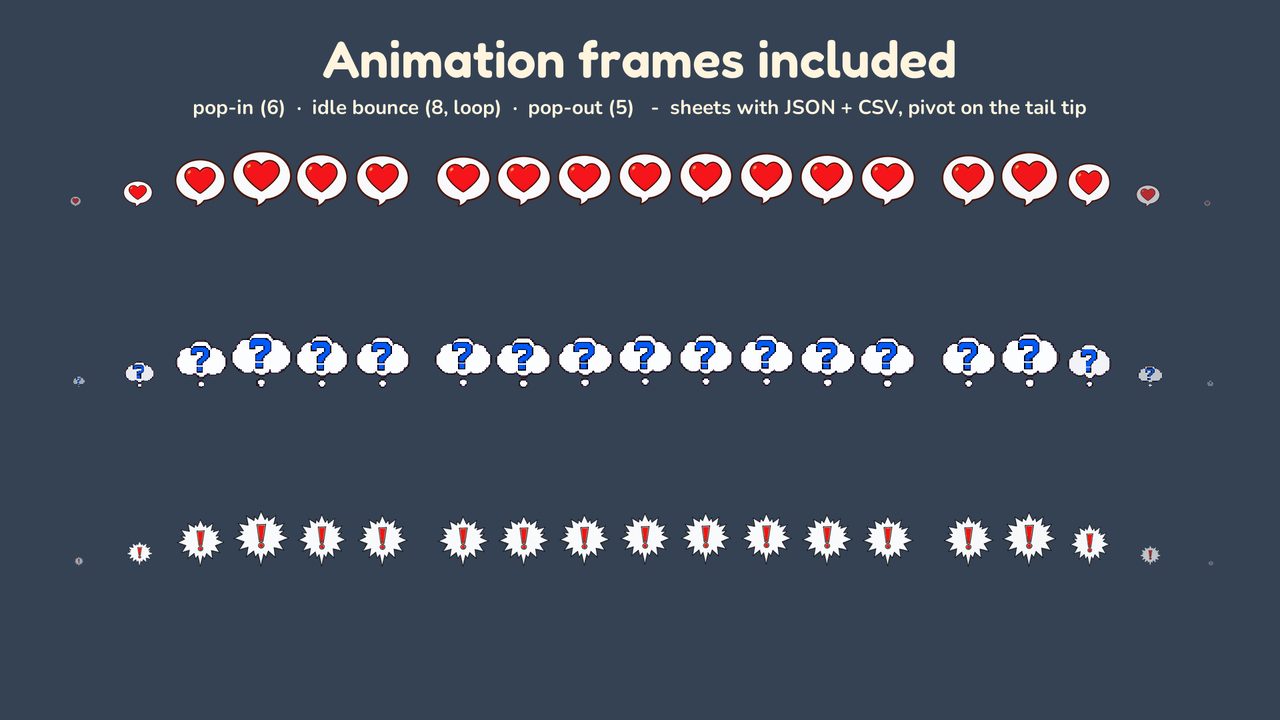 Animation frames included
pop-in (6) · idle bounce (8, loop) · pop-out (5) - sheets with JSON + CSV, pivot on the tail tip